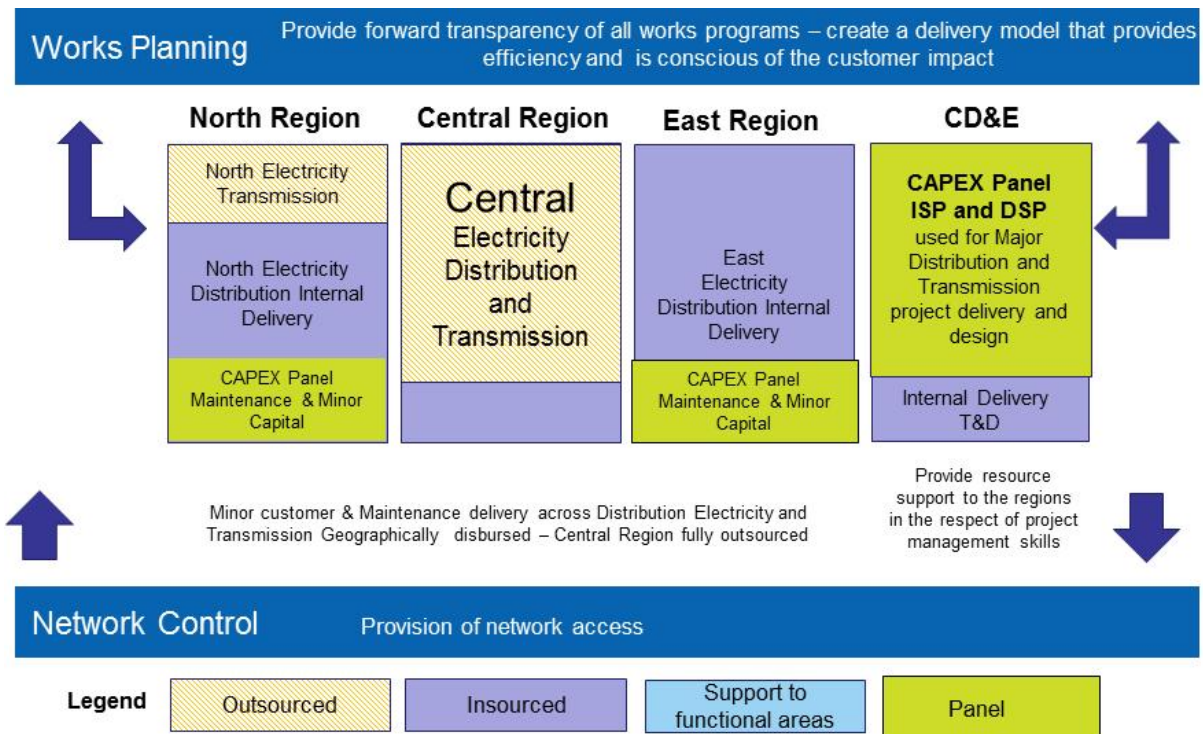 Works Planning
Provide forward transparency of all works programs – create a delivery model that provides
efficiency and is conscious of the customer impact
North Region
Central Region
East Region
CD&E
North Electricity
Transmission
North Electricity
Distribution Internal
Delivery
CAPEX Panel
Maintenance & Minor
Capital
Central
Electricity
Distribution
and
Transmission
East
Electricity
Distribution Internal
Delivery
CAPEX Panel
Maintenance & Minor
Capital
CAPEX Panel
ISP and DSP
used for Major
Distribution and
Transmission
project delivery and
design
Internal Delivery
T&D
Minor customer & Maintenance delivery across Distribution Electricity and
Transmission Geographically disbursed – Central Region fully outsourced
Provide resource
support to the regions
in the respect of project
management skills
Network Control
Provision of network access
Legend
Outsourced
Insourced
Support to
functional areas
Panel